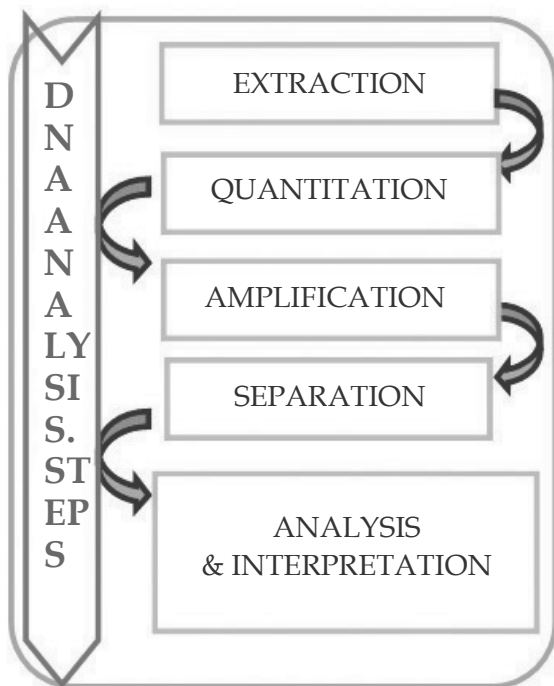 D
N
A
A
N
A
LY
SI
S.
ST
EP
S
EXTRACTION
QUANTITATION
AMPLIFICATION
SEPARATION
ANALYSIS
& INTERPRETATION